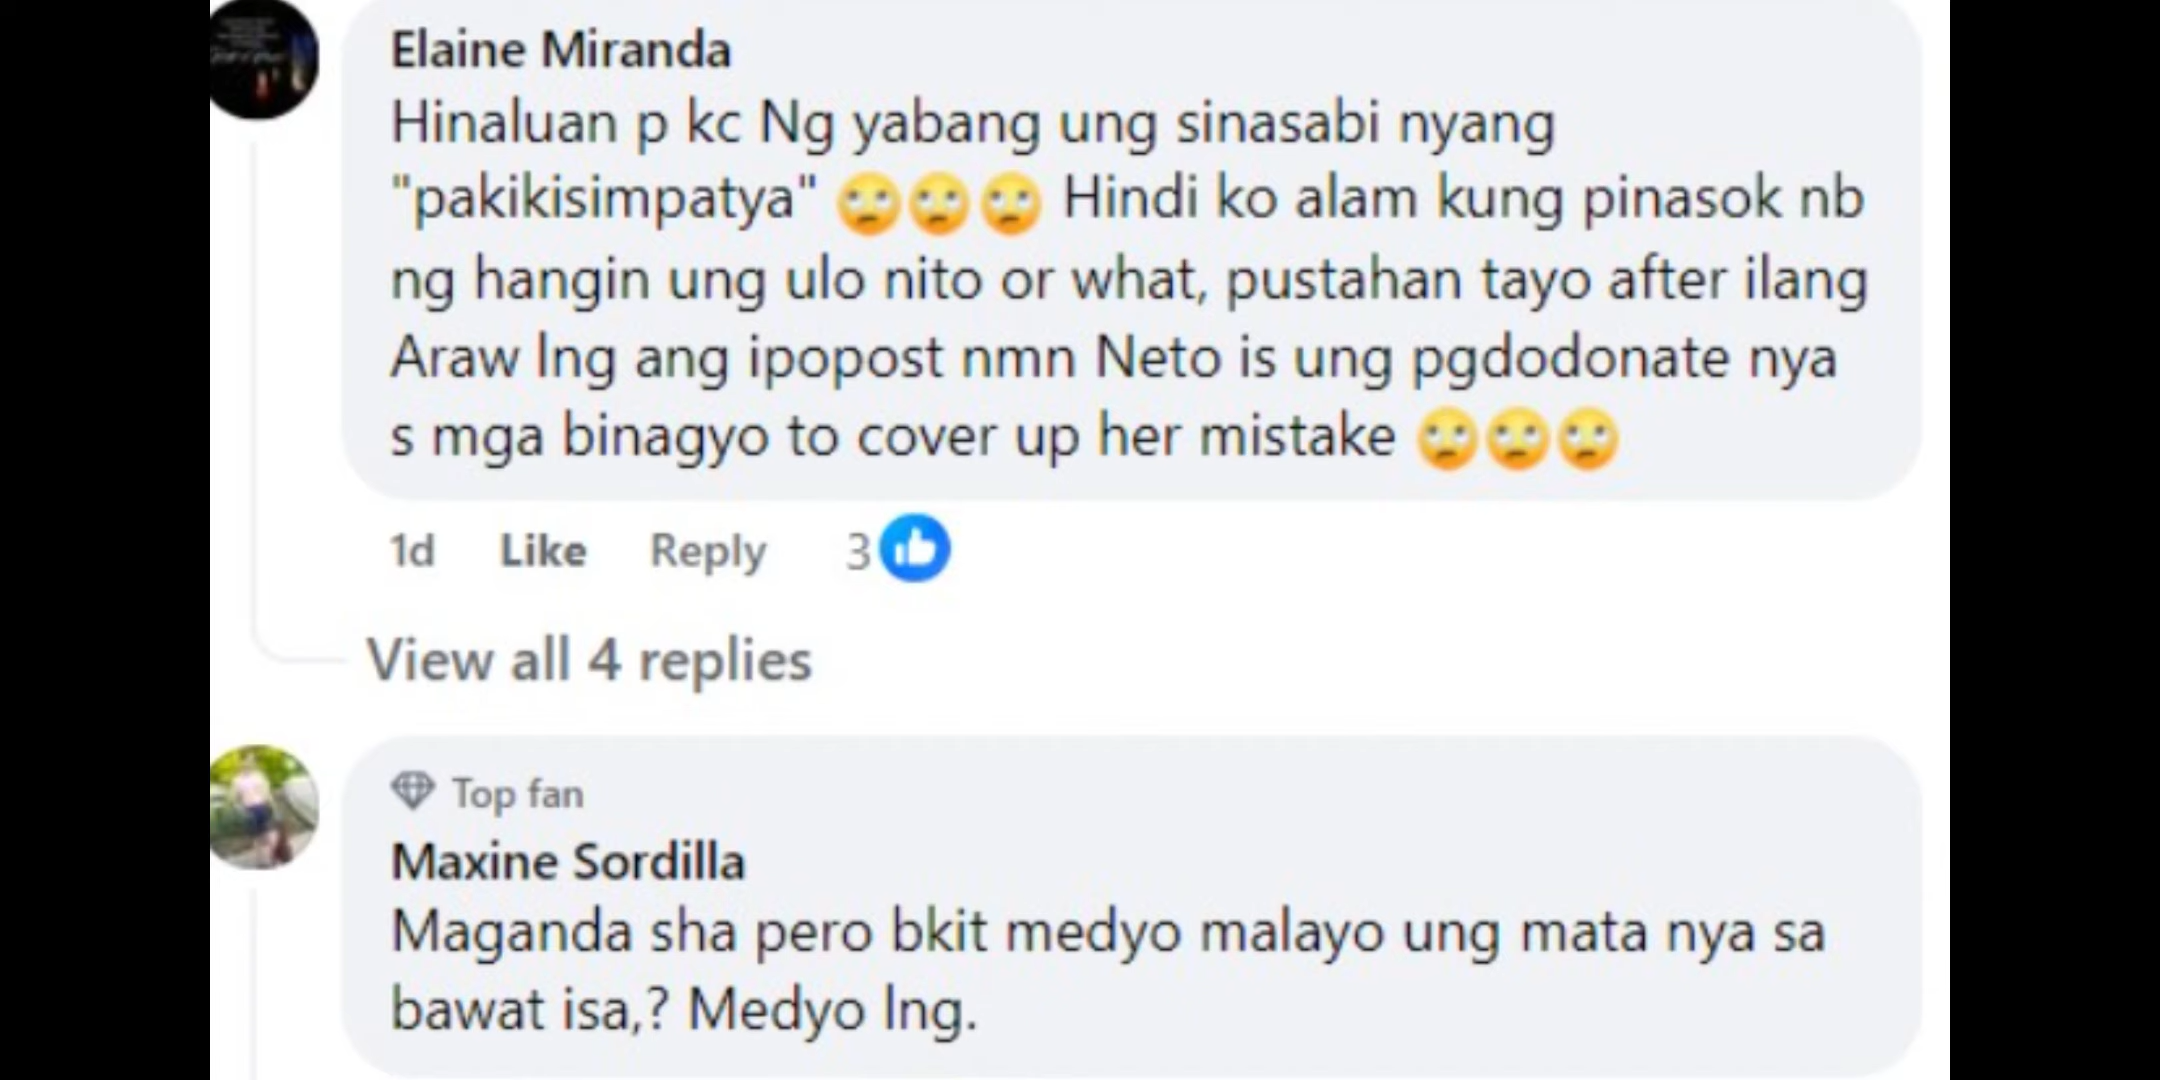 Elaine Miranda
Hinaluan p kc Ng yabang ung sinasabi nyang
"pakikisimpatya" 🙄🙄🙄 Hindi ko alam kung pinasok nb
ng hangin ung ulo nito or what, pustahan tayo after ilang
Araw lng ang ipopost nmn Neto is ung pgdodonate nya
s mga binagyo to cover up her mistake 🙄🙄🙄
1d Like Reply 3
View all 4 replies
Top fan
Maxine Sordilla
Maganda sha pero bkit medyo malayo ung mata nya sa
bawat isa,? Medyo lng.